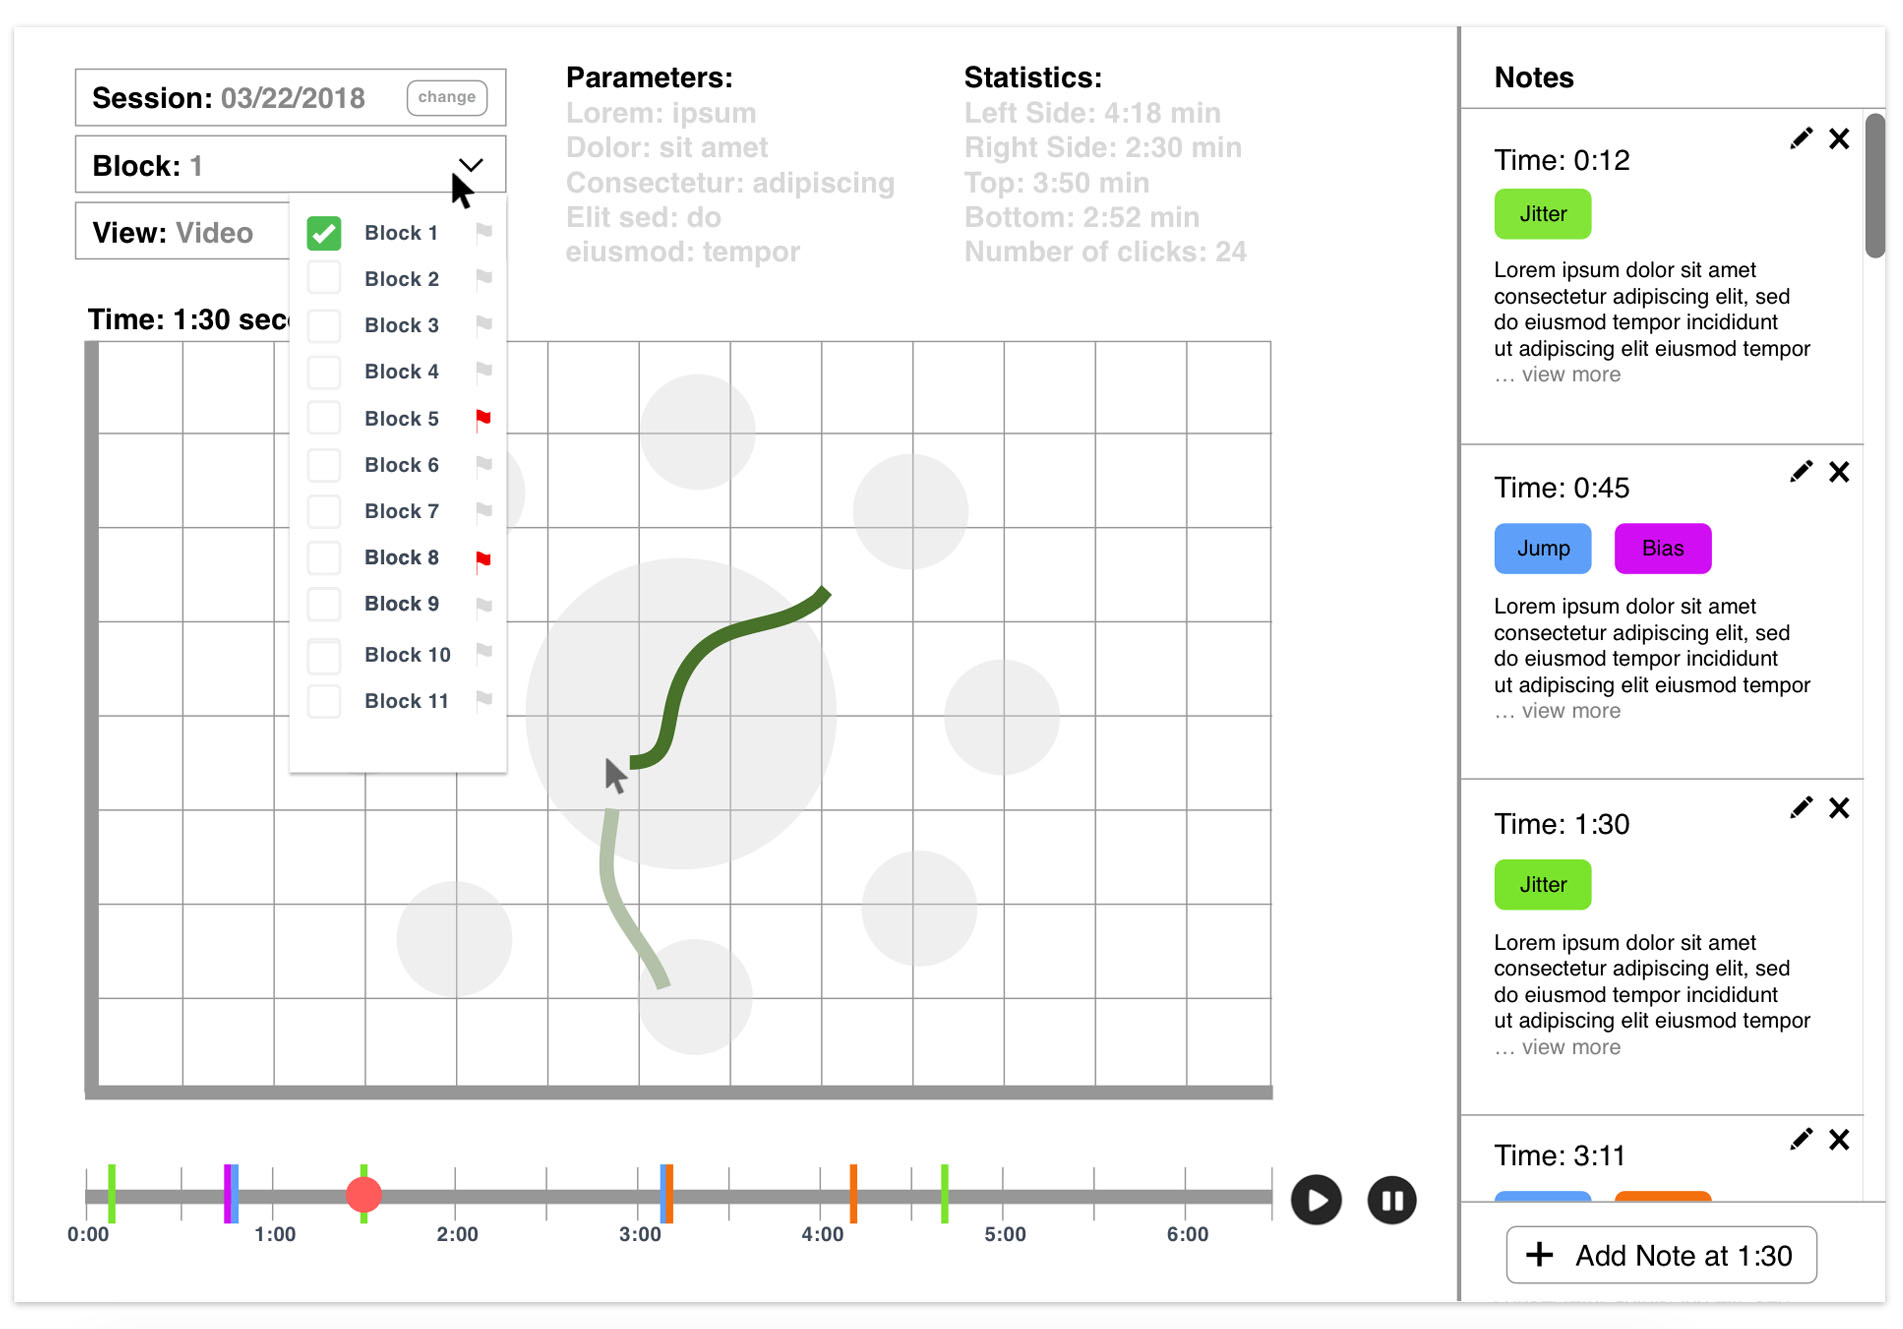 Session: 03/22/2018
change
Block: 1
View: Video
Block 1
Block 2
Block 3
Block 4
Block 5
Block 6
Block 7
Block 8
Block 9
Block 10
Block 11
Parameters:
Lorem: ipsum
Dolor: sit amet
Consectetur: adipiscing
Elit sed: do
eiusmod: tempor
Statistics:
Left Side: 4:18 min
Right Side: 2:30 min
Top: 3:50 min
Bottom: 2:52 min
Number of clicks: 24
Time: 1:30
0:00 1:00 2:00 3:00 4:00 5:00 6:00
Notes
Time: 0:12
Jitter
Lorem ipsum dolor sit amet
consectetur adipiscing elit, sed
do eiusmod tempor incididunt
ut adipiscing elit eiusmod tempor
... view more
Time: 0:45
Jump Bias
Lorem ipsum dolor sit amet
consectetur adipiscing elit, sed
do eiusmod tempor incididunt
ut adipiscing elit eiusmod tempor
... view more
Time: 1:30
Jitter
Lorem ipsum dolor sit amet
consectetur adipiscing elit, sed
do eiusmod tempor incididunt
ut adipiscing elit eiusmod tempor
... view more
Time: 3:11
Add Note at 1:30